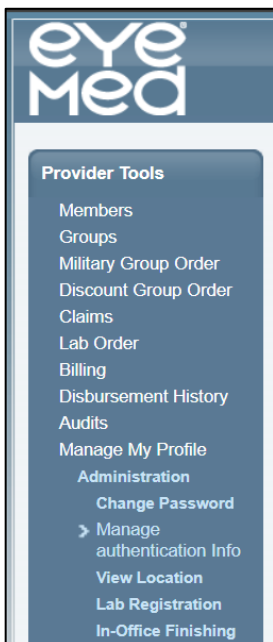 eye
Med
Provider Tools
Members
Groups
Military Group Order
Discount Group Order
Claims
Lab Order
Billing
Disbursement History
Audits
Manage My Profile
Administration
Change Password
Manage
authentication Info
View Location
Lab Registration
In-Office Finishing